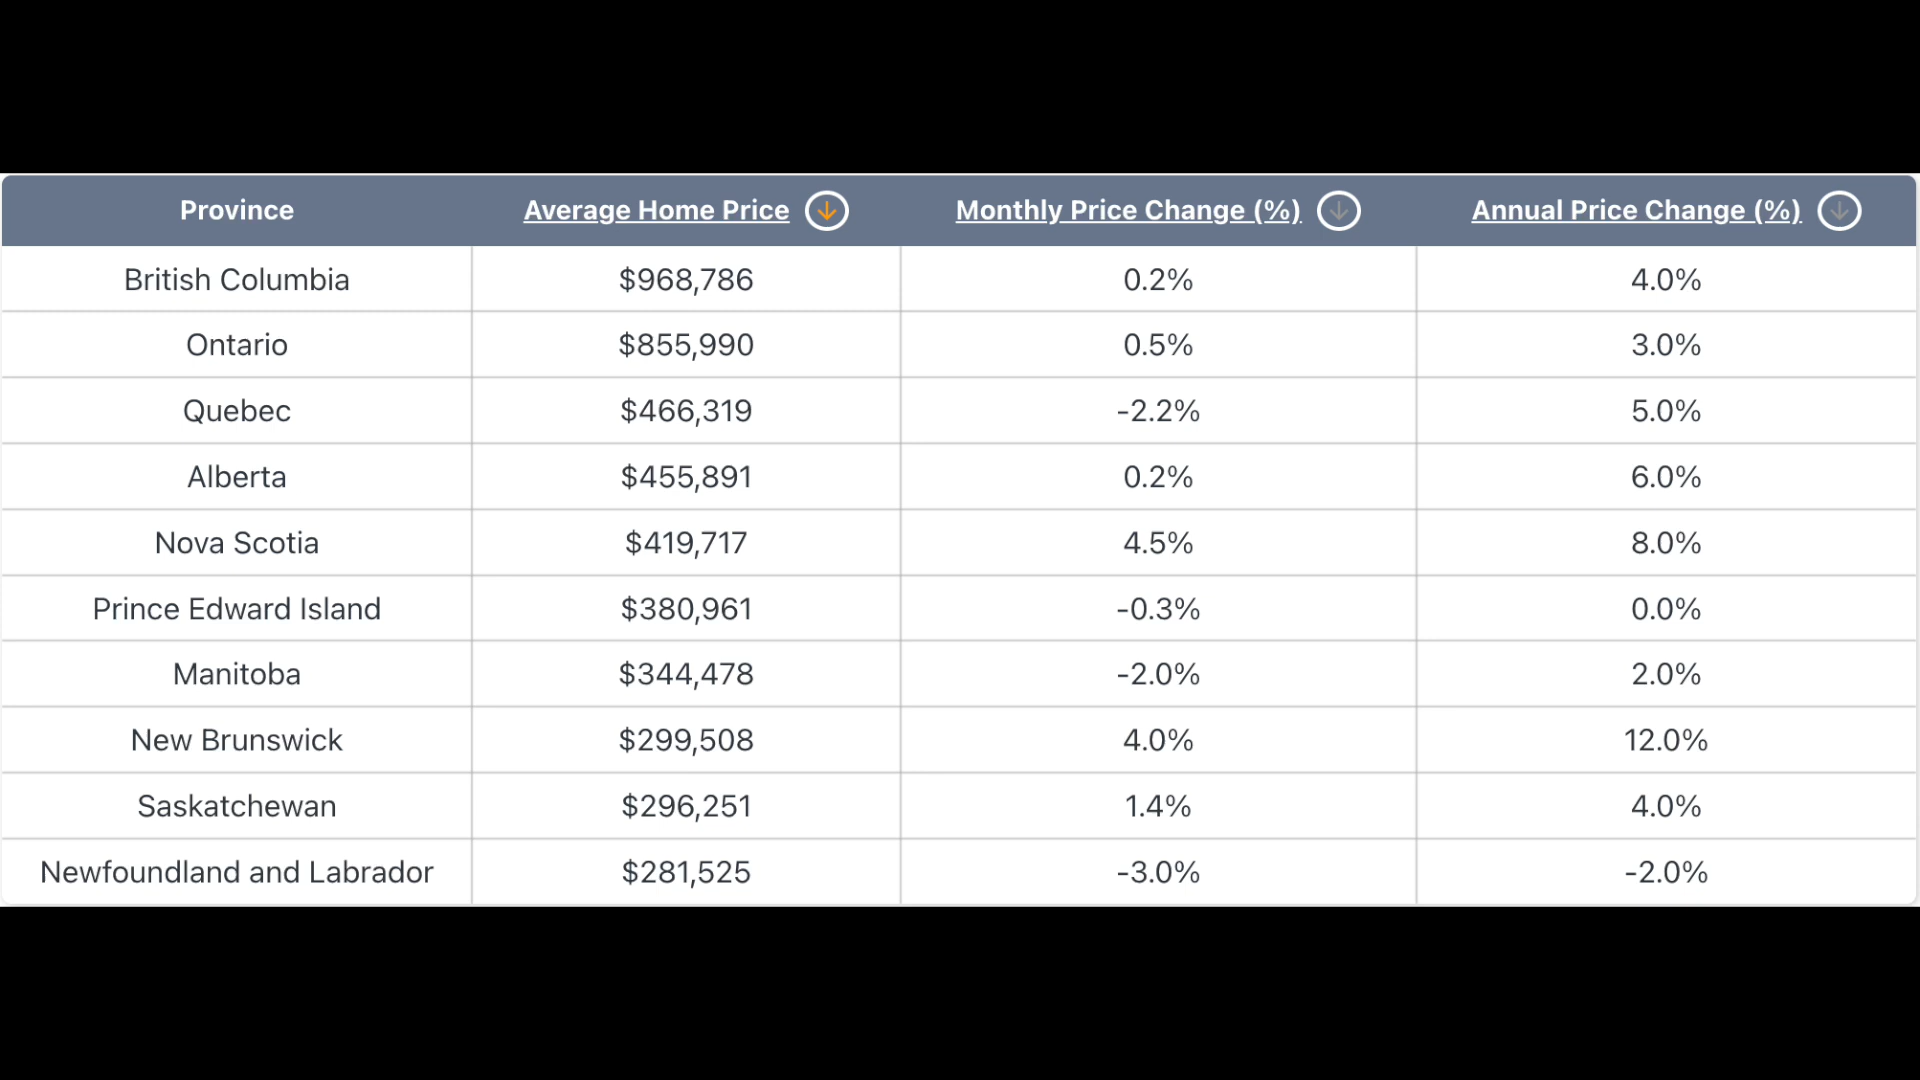 Province Average Home Price Monthly Price Change (%) Annual Price Change (%)
British Columbia $968,786 0.2% 4.0%
Ontario $855,990 0.5% 3.0%
Quebec $466,319 -2.2% 5.0%
Alberta $455,891 0.2% 6.0%
Nova Scotia $419,717 4.5% 8.0%
Prince Edward Island $380,961 -0.3% 0.0%
Manitoba $344,478 -2.0% 2.0%
New Brunswick $299,508 4.0% 12.0%
Saskatchewan $296,251 1.4% 4.0%
Newfoundland and Labrador $281,525 -3.0% -2.0%